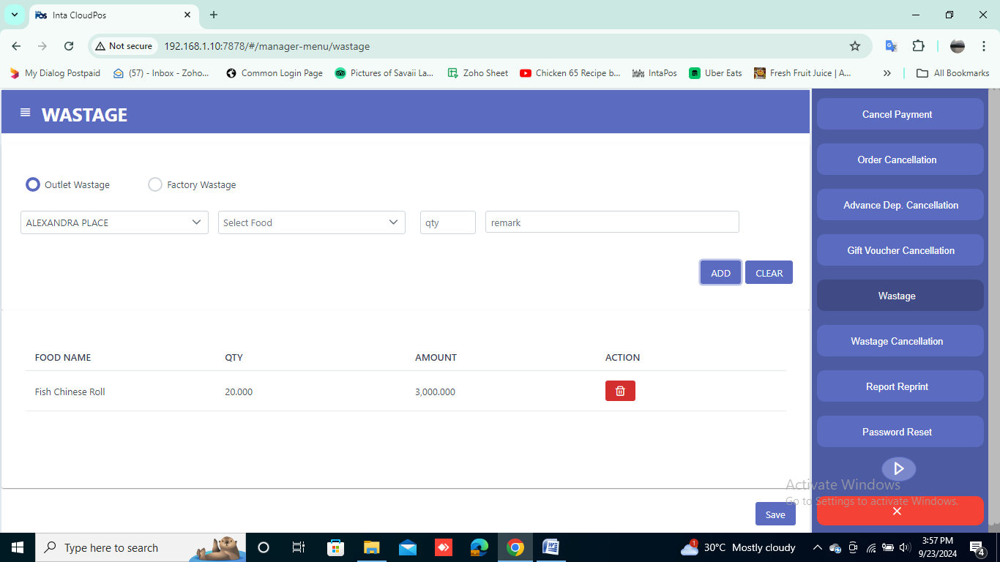 POS Inta CloudPos
Not secure 192.168.1.10:7878/#/manager-menu/wastage
My Dialog Postpaid (57) - Inbox - Zoho... Common Login Page Pictures of Savaii La... Zoho Sheet Chicken 65 Recipe b... IntaPos Uber Eats Fresh Fruit Juice | A... » All Bookmarks
WASTAGE
Outlet Wastage Factory Wastage
ALEXANDRA PLACE Select Food qty remark
ADD CLEAR
FOOD NAME QTY AMOUNT ACTION
Fish Chinese Roll 20.000 3,000.000
Save
Cancel Payment
Order Cancellation
Advance Dep. Cancellation
Gift Voucher Cancellation
Wastage
Wastage Cancellation
Report Reprint
Password Reset
Activate Windows
Go to Settings to activate Windows.
Type here to search 1 30°C Mostly cloudy 3:57 PM
9/23/2024 4